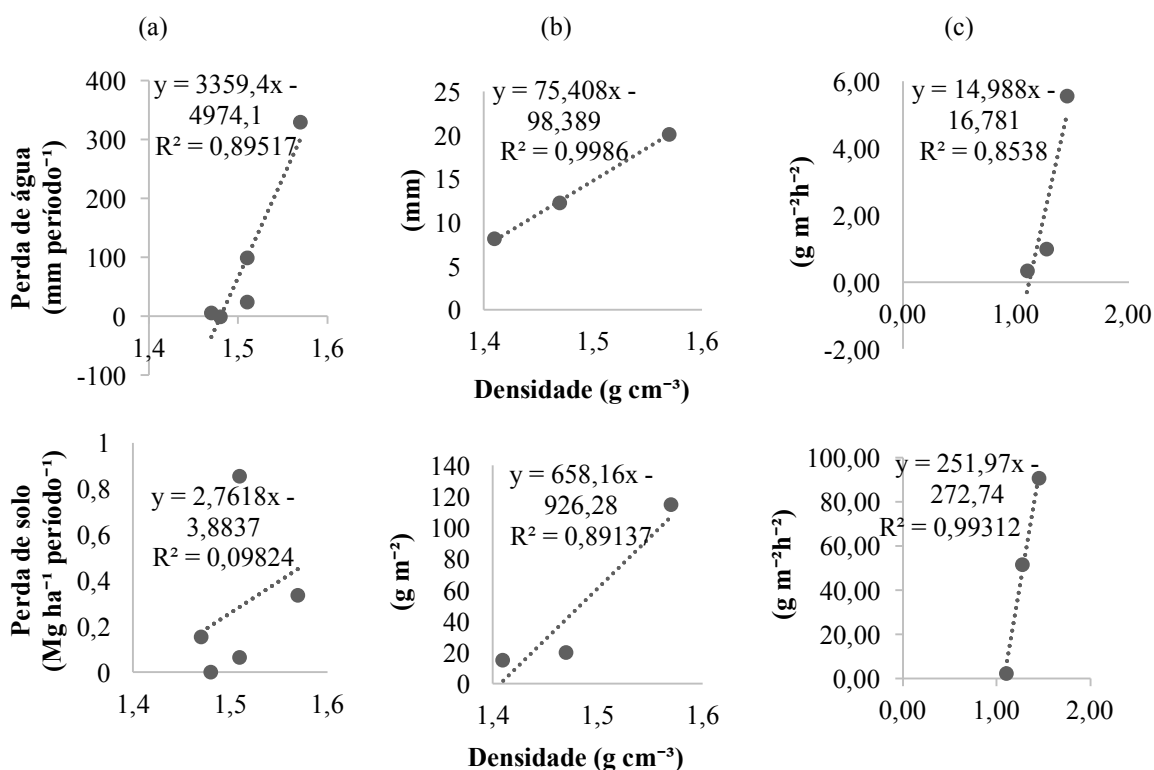 (a)
Perda de água
(mm período⁻¹)
400
300
200
100
0
-100
1,4
1,5
1,6
y = 3359,4x -
4974,1
R² = 0,89517
(b)
(mm)
25
20
15
10
5
0
1,4
1,5
1,6
y = 75,408x -
98,389
R² = 0,9986
Densidade (g cm⁻³)
(c)
(g m⁻²h⁻²)
6,00
4,00
2,00
0,00
-2,00
0,00
1,00
2,00
y = 14,988x -
16,781
R² = 0,8538
Perda de solo
(Mg ha⁻¹ período⁻¹)
1
0,8
0,6
0,4
0,2
0
1,4
1,5
1,6
y = 2,7618x -
3,8837
R² = 0,09824
(g m⁻²)
140
120
100
80
60
40
20
0
1,4
1,5
1,6
y = 658,16x -
926,28
R² = 0,89137
Densidade (g cm⁻³)
(g m⁻²h⁻²)
100,00
80,00
60,00
40,00
20,00
0,00
0,00
1,00
2,00
y = 251,97x -
272,74
R² = 0,99312